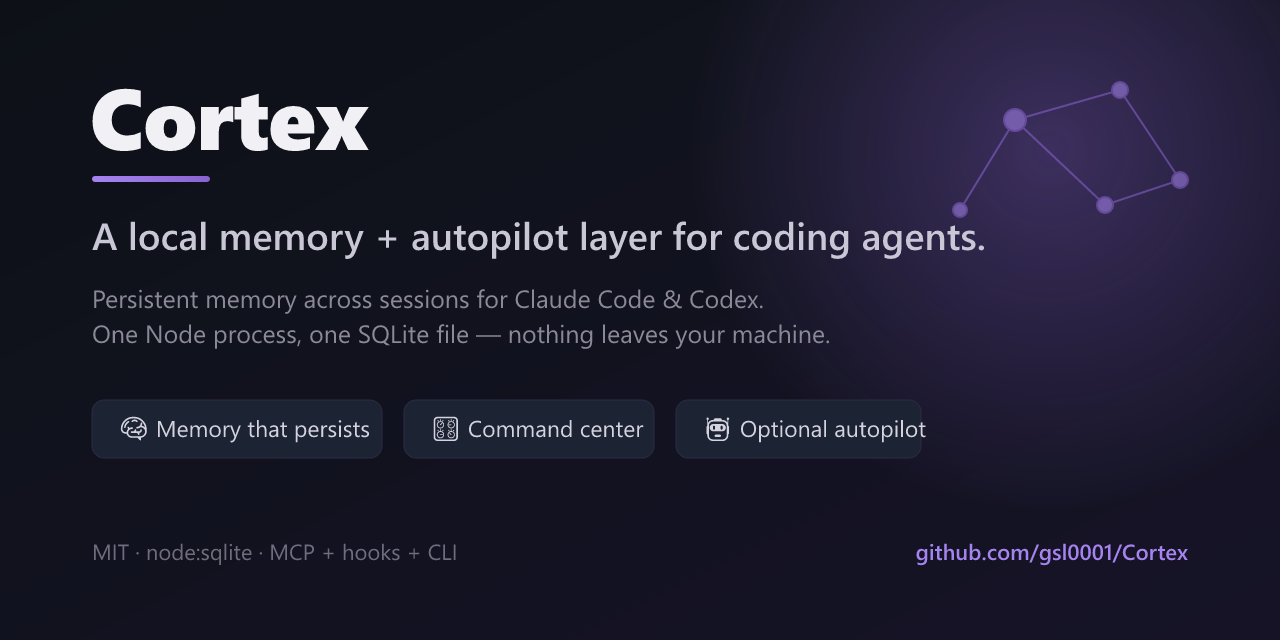 Cortex
A local memory + autopilot layer for coding agents.
Persistent memory across sessions for Claude Code & Codex.
One Node process, one SQLite file — nothing leaves your machine.
Memory that persists
Command center
Optional autopilot
MIT · node:sqlite · MCP + hooks + CLI
github.com/gsl0001/Cortex